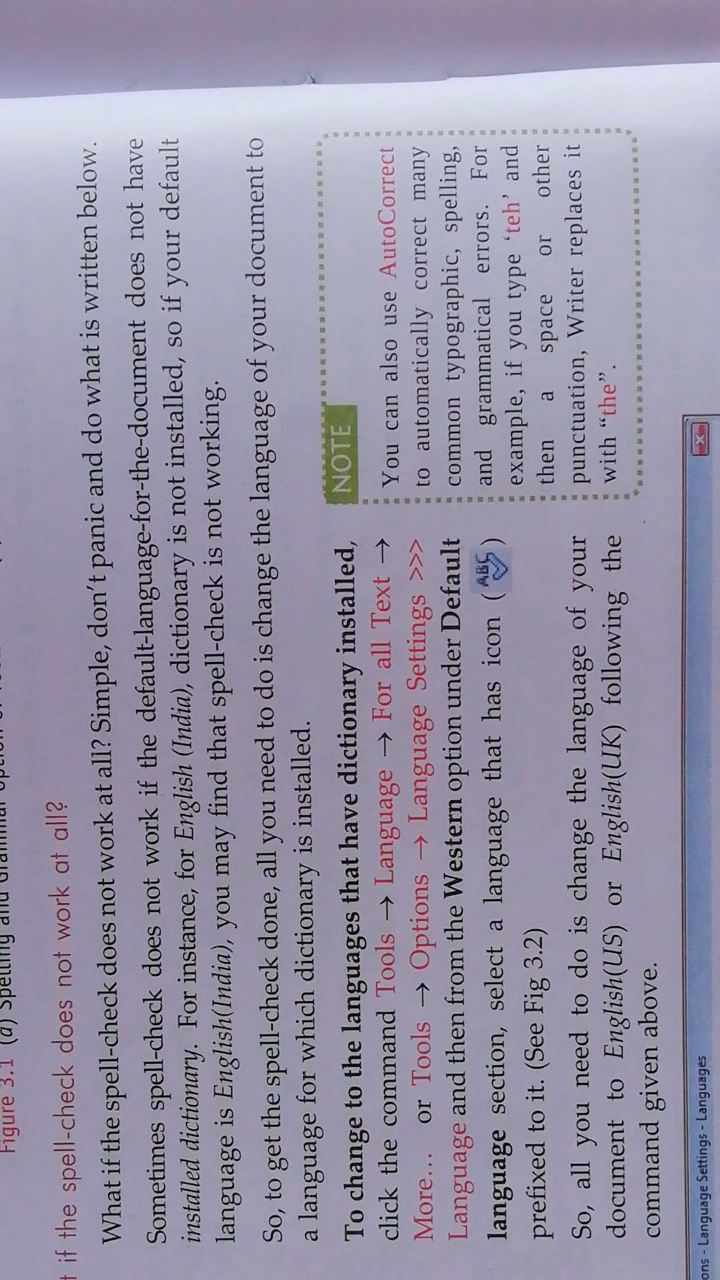 Figure 3.1 (a) Spelling and Grammar option of
if the spell-check does not work at all?
What if the spell-check does not work at all? Simple, don't panic and do what is written below.
Sometimes spell-check does not work if the default-language-for-the-document does not have
installed dictionary. For instance, for English (India), dictionary is not installed, so if your default
language is English(India), you may find that spell-check is not working.
So, to get the spell-check done, all you need to do is change the language of your document to
a language for which dictionary is installed.
To change to the languages that have dictionary installed,
click the command Tools → Language → For all Text →
More... or Tools → Options → Language Settings >>>
Language and then from the Western option under Default
language section, select a language that has icon ( ABC )
prefixed to it. (See Fig 3.2)
So, all you need to do is change the language of your
document to English(US) or English(UK) following the
command given above.
NOTE
You can also use AutoCorrect
to automatically correct many
common typographic, spelling,
and grammatical errors. For
example, if you type ‘teh’ and
then a space or other
punctuation, Writer replaces it
with “the”.
ons - Language Settings - Languages